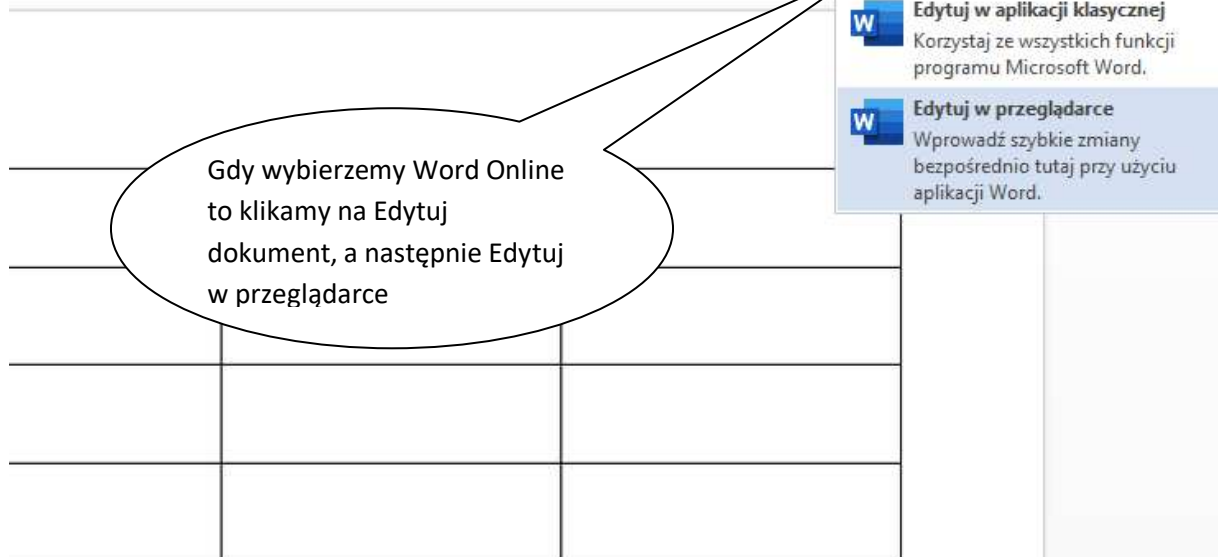 Edytuj w aplikacji klasycznej
Korzystaj ze wszystkich funkcji
programu Microsoft Word.
W
Edytuj w przeglądarce
Wprowadź szybkie zmiany
bezpośrednio tutaj przy użyciu
aplikacji Word.
W
Gdy wybierzemy Word Online
to klikamy na Edytuj
dokument, a następnie Edytuj
w przeglądarce